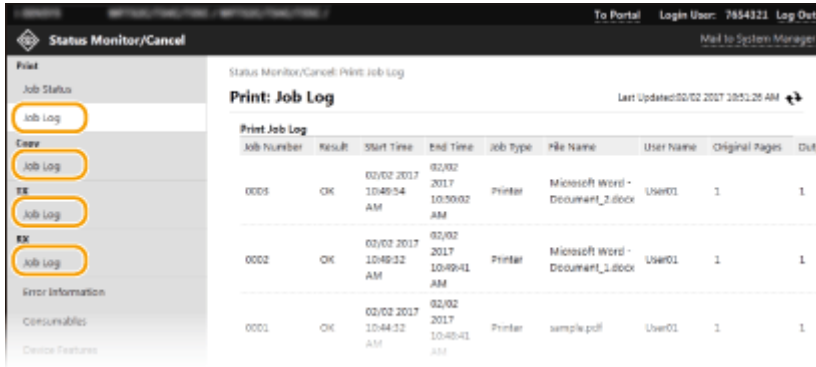 To Portal Login User: 7654321 Log Out
Status Monitor/Cancel Mail to System Manager
Print
Job Status
Job Log
Copy
Job Log
TX
Job Log
RX
Job Log
Error Information
Consumables
Device Features
Status Monitor/Cancel: Print: Job Log
Print: Job Log Last Updated:02/02 2017 10:51:26 AM
Print Job Log
Job Number Result Start Time End Time Job Type File Name User Name Original Pages Out
0003 OK 02/02 2017 10:49:54 AM 02/02 2017 10:50:02 AM Printer Microsoft Word - Document_2.docx User01 1 1
0002 OK 02/02 2017 10:49:32 AM 02/02 2017 10:49:41 AM Printer Microsoft Word - Document_1.docx User01 1 1
0001 OK 02/02 2017 10:44:32 AM 02/02 2017 10:48:41 AM Printer sample.pdf User01 1 1